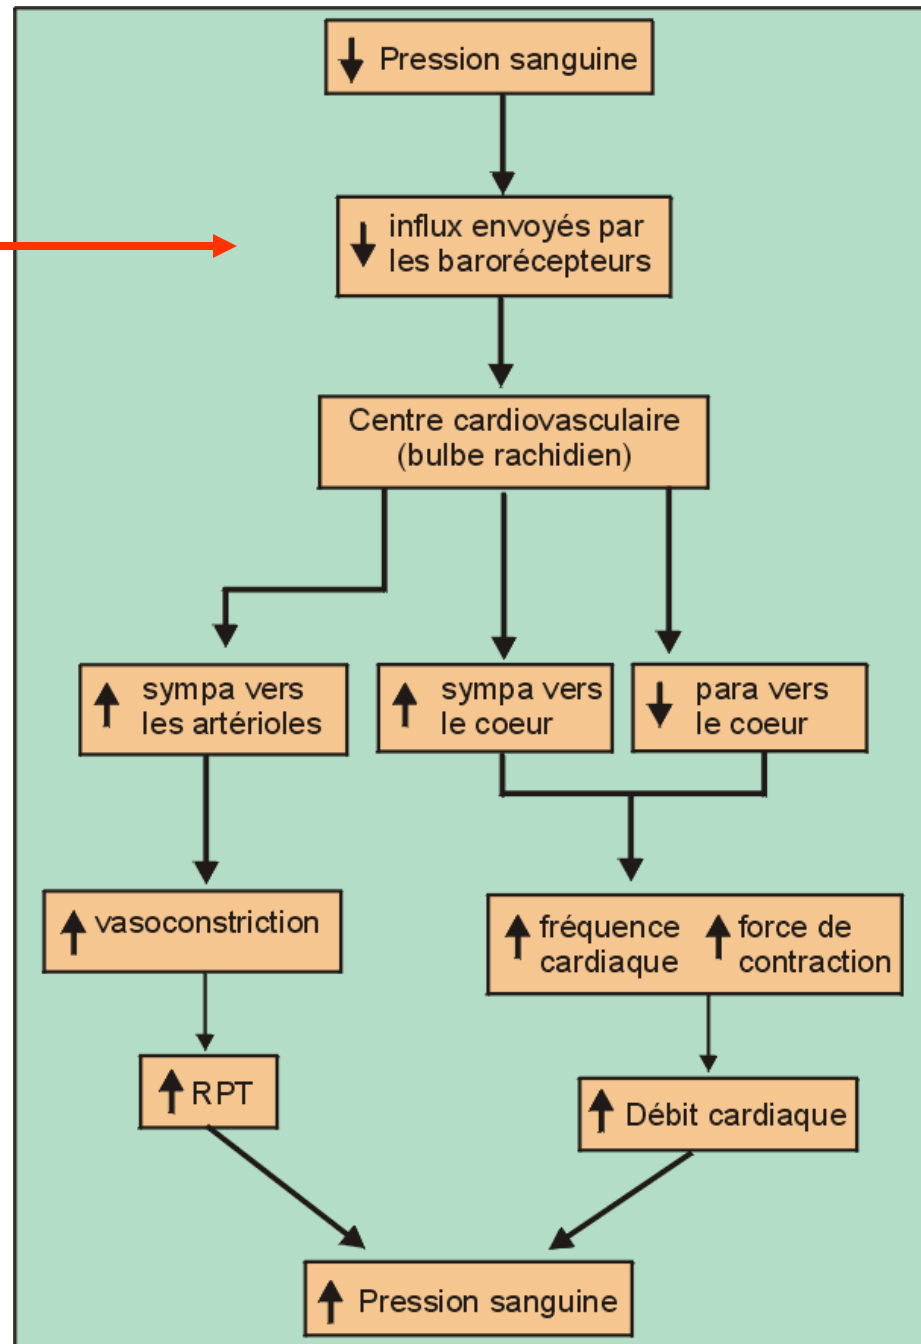 ↓ Pression sanguine
↓ influx envoyés par
les barorécepteurs
Centre cardiovasculaire
(bulbe rachidien)
↑ sympa vers
les artérioles
↑ sympa vers
le coeur
↓ para vers
le coeur
↑ vasoconstriction
↑ fréquence
cardiaque
↑ force de
contraction
↑ RPT
↑ Débit cardiaque
↑ Pression sanguine